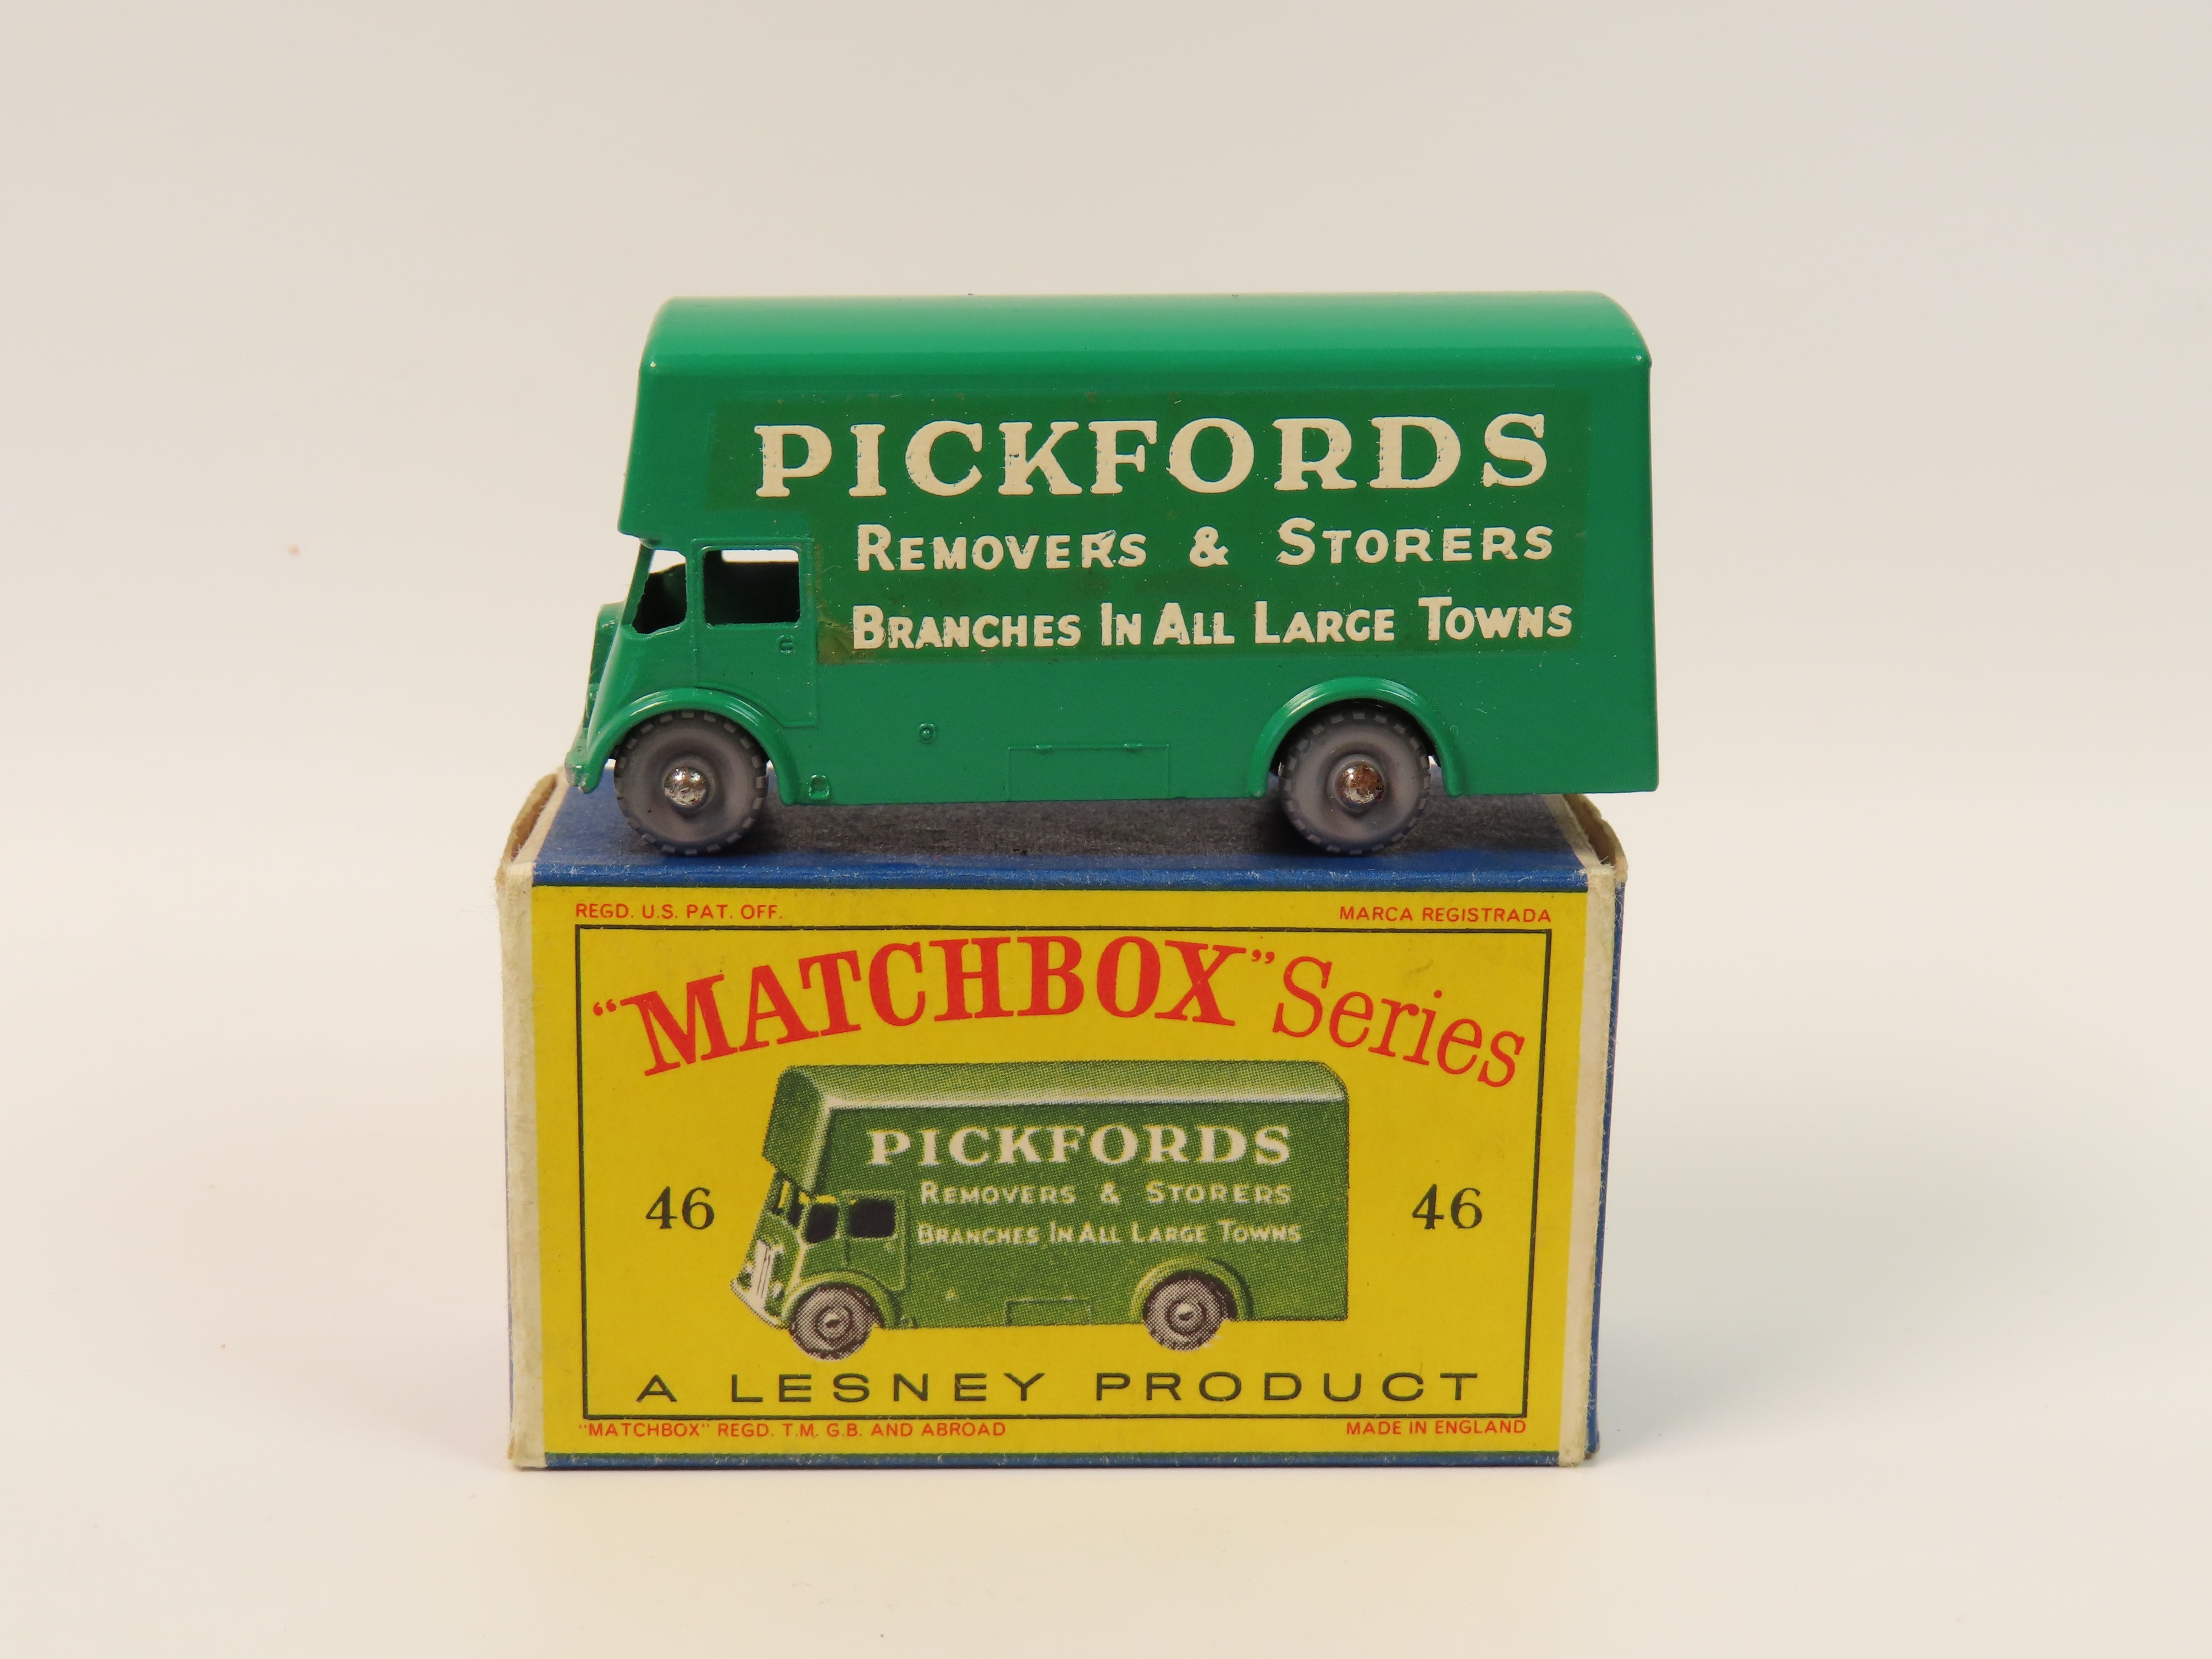 PICKFORDS
REMOVERS & STORERS
BRANCHES IN ALL LARGE TOWNS
REGD. U.S. PAT. OFF. MARCA REGISTRADA
"MATCHBOX" Series
PICKFORDS
REMOVERS & STORERS
46 46
BRANCHES IN ALL LARGE TOWNS
A LESNEY PRODUCT
"MATCHBOX" REGD. T.M. G.B. AND ABROAD MADE IN ENGLAND